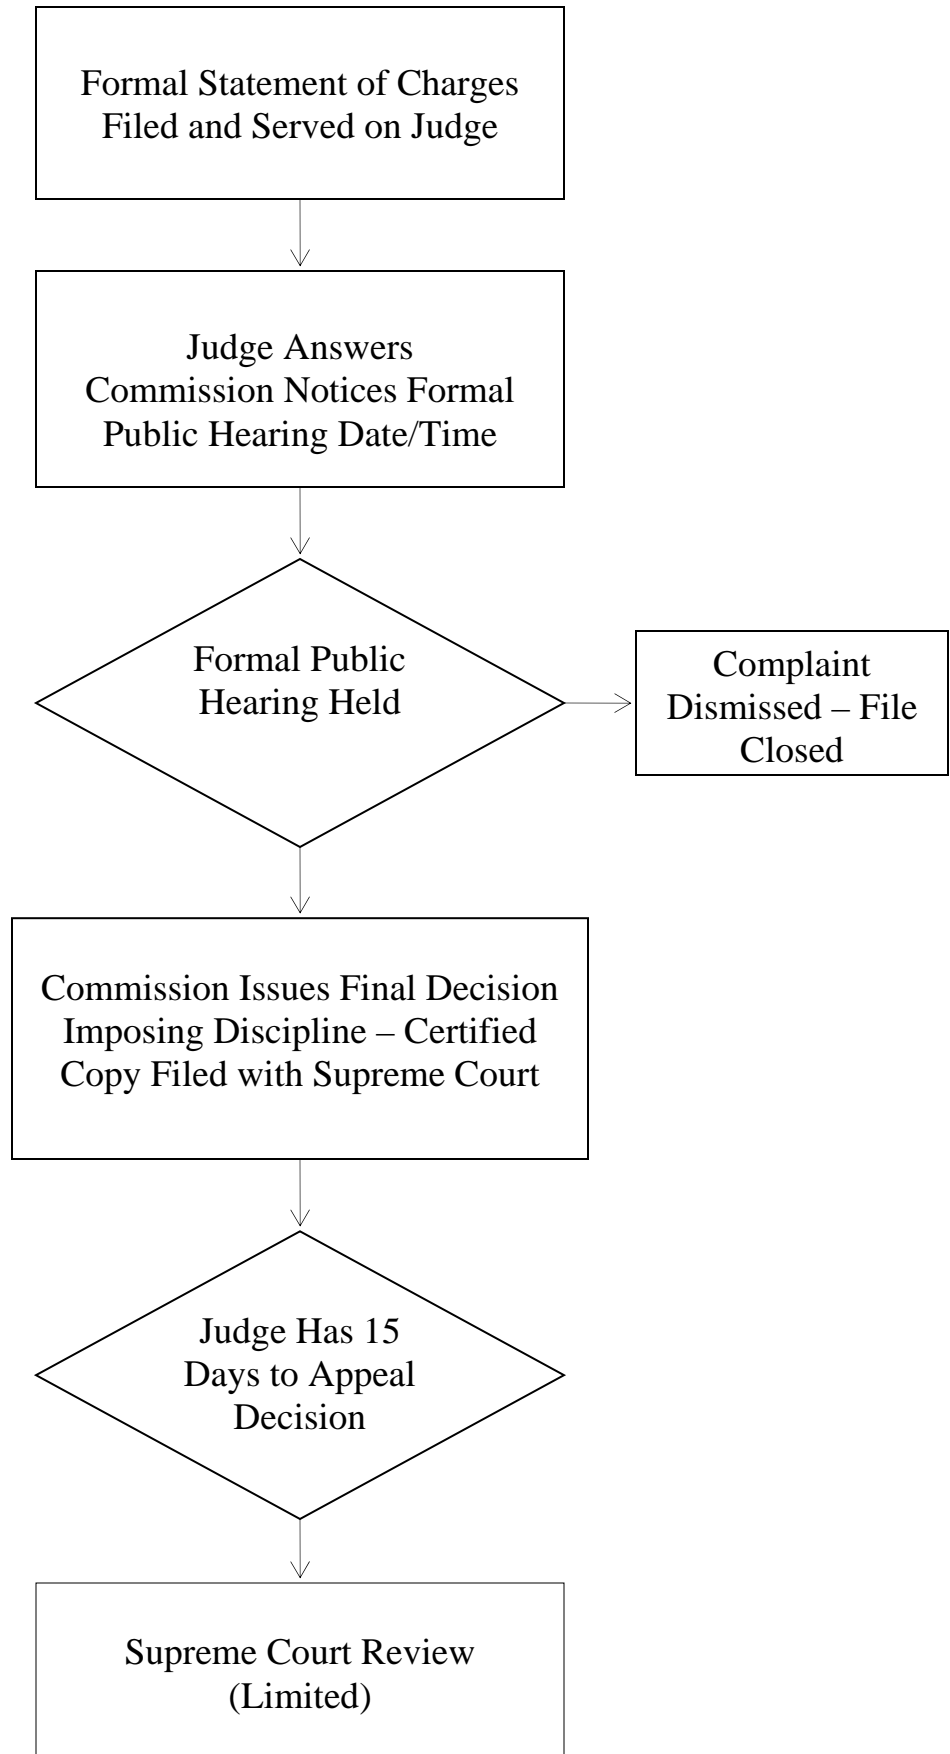 Formal Statement of Charges
Filed and Served on Judge
Judge Answers
Commission Notices Formal
Public Hearing Date/Time
Formal Public
Hearing Held
Complaint
Dismissed – File
Closed
Commission Issues Final Decision
Imposing Discipline – Certified
Copy Filed with Supreme Court
Judge Has 15
Days to Appeal
Decision
Supreme Court Review
(Limited)